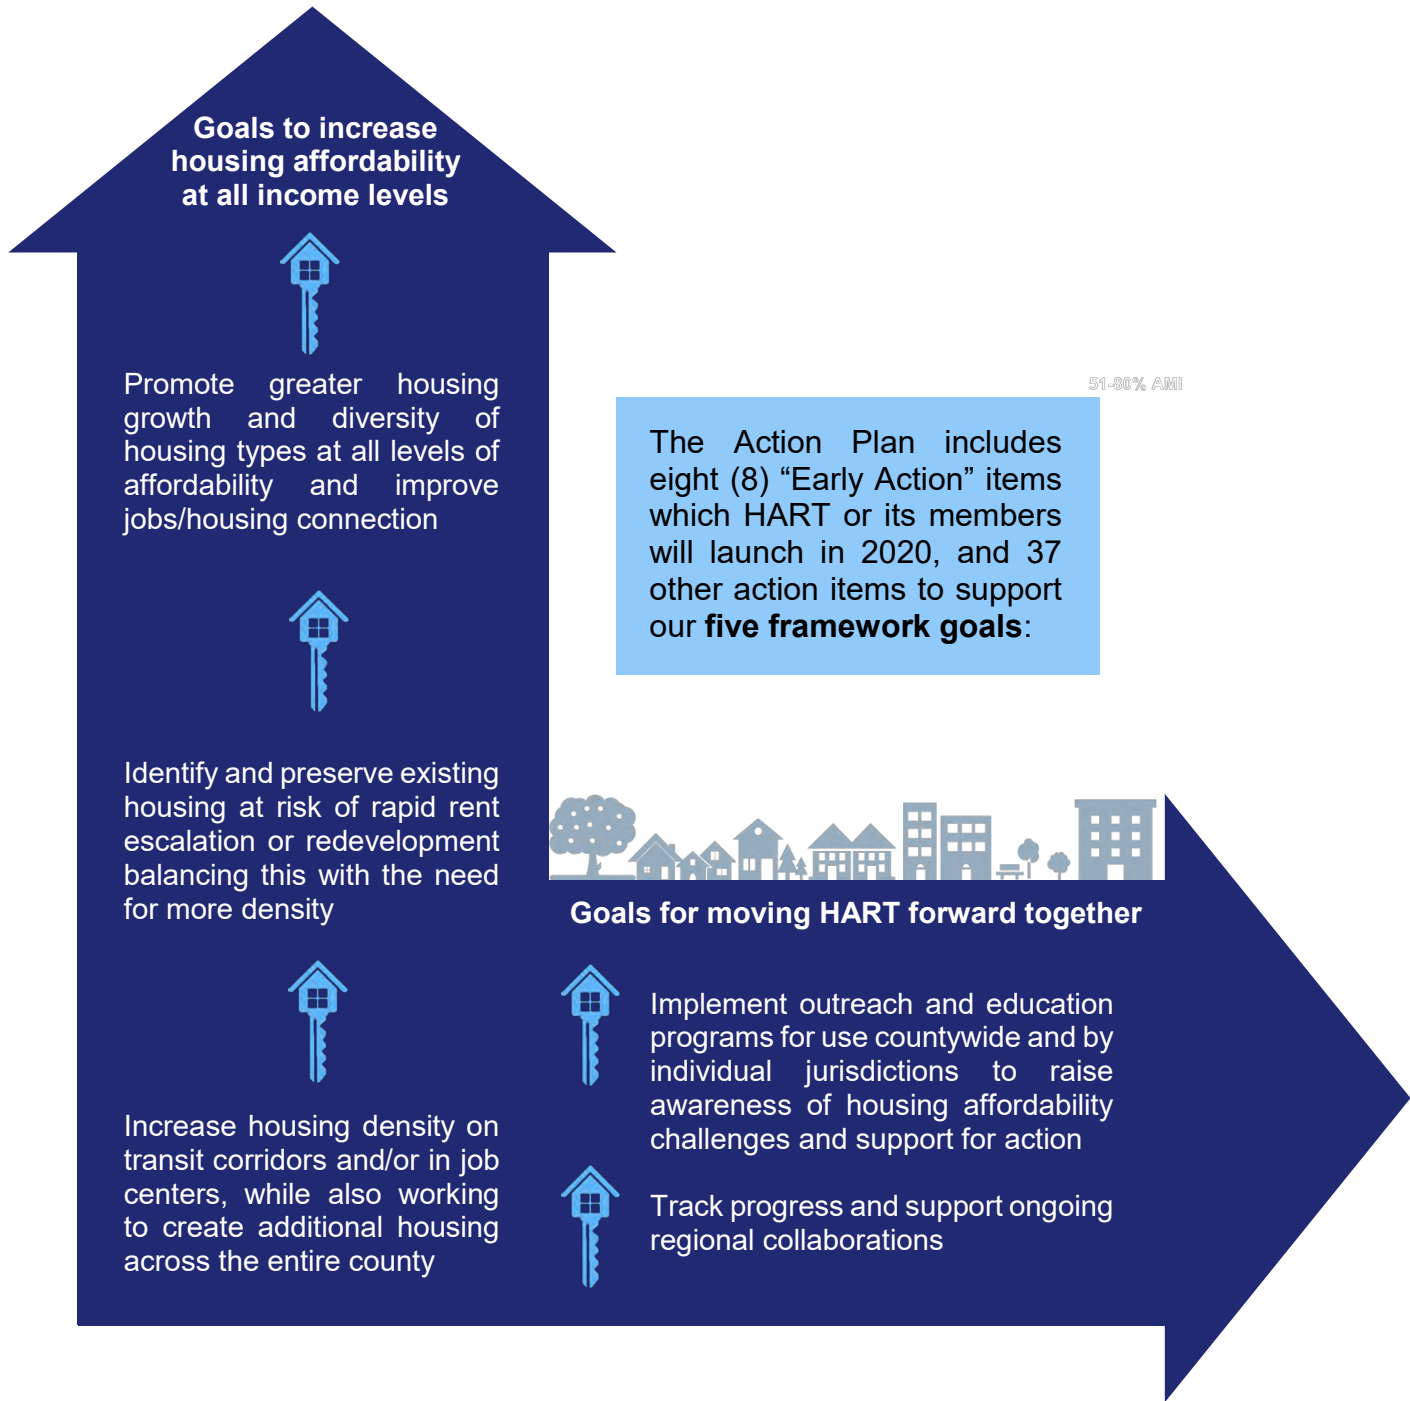 Goals to increase
housing affordability
at all income levels
Promote greater housing
growth and diversity of
housing types at all levels of
affordability and improve
jobs/housing connection
Identify and preserve existing
housing at risk of rapid rent
escalation or redevelopment
balancing this with the need
for more density
Increase housing density on
transit corridors and/or in job
centers, while also working
to create additional housing
across the entire county
51-80% AMI
The Action Plan includes
eight (8) “Early Action” items
which HART or its members
will launch in 2020, and 37
other action items to support
our five framework goals:
Goals for moving HART forward together
Implement outreach and education
programs for use countywide and by
individual jurisdictions to raise
awareness of housing affordability
challenges and support for action
Track progress and support ongoing
regional collaborations